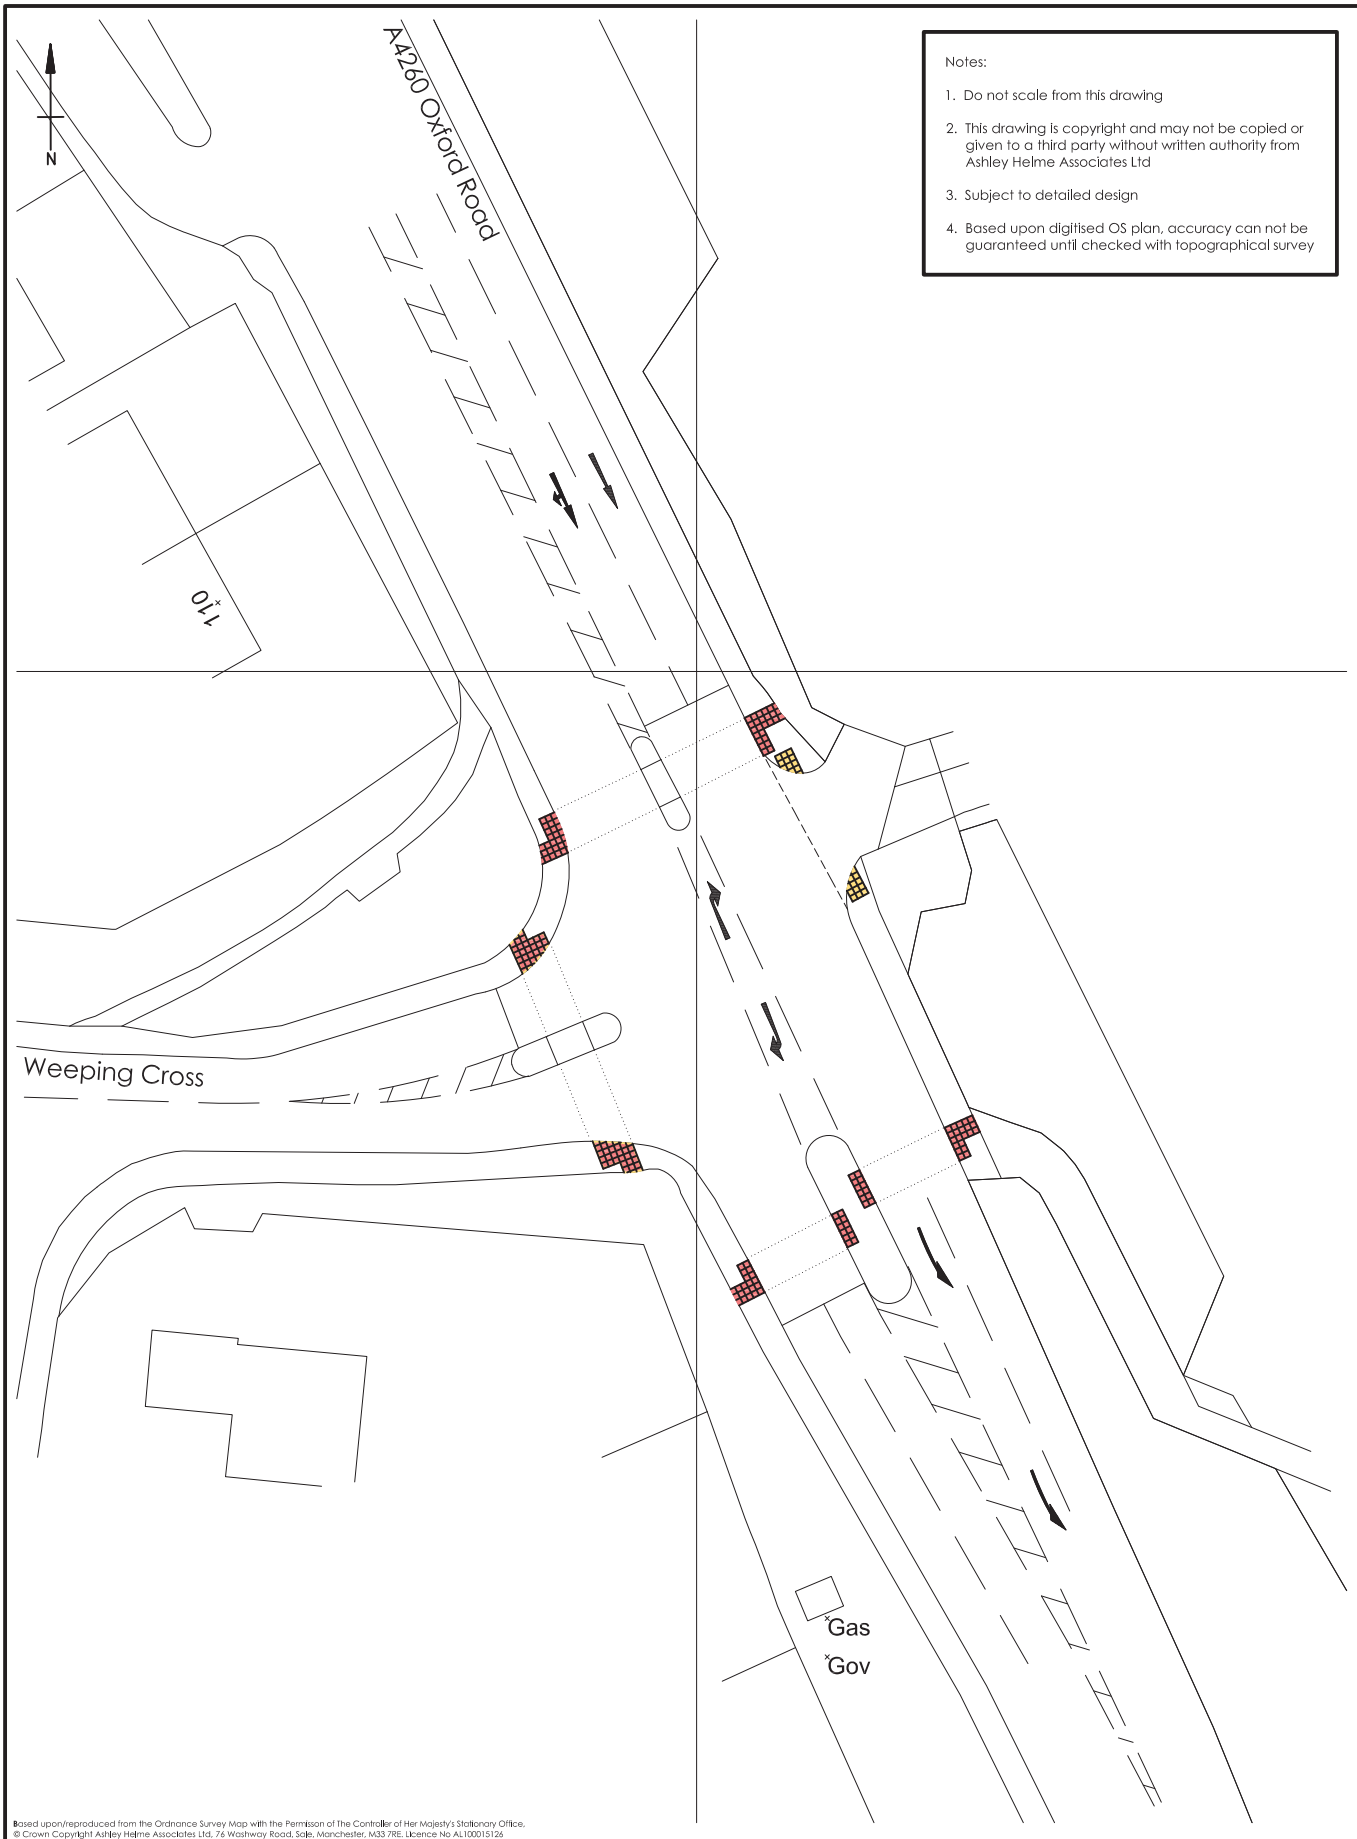 A4260 Oxford Road
Notes:
1. Do not scale from this drawing
2. This drawing is copyright and may not be copied or
given to a third party without written authority from
Ashley Helme Associates Ltd
3. Subject to detailed design
4. Based upon digitised OS plan, accuracy can not be
guaranteed until checked with topographical survey
N
110
Weeping Cross
Gas
Gov
Based upon/reproduced from the Ordnance Survey Map with the Permisson of The Controller of Her Majesty's Stationary Office,
© Crown Copyright Ashley Helme Associates Ltd, 76 Washway Road, Sale, Manchester, M33 7RE. Licence No AL100015126